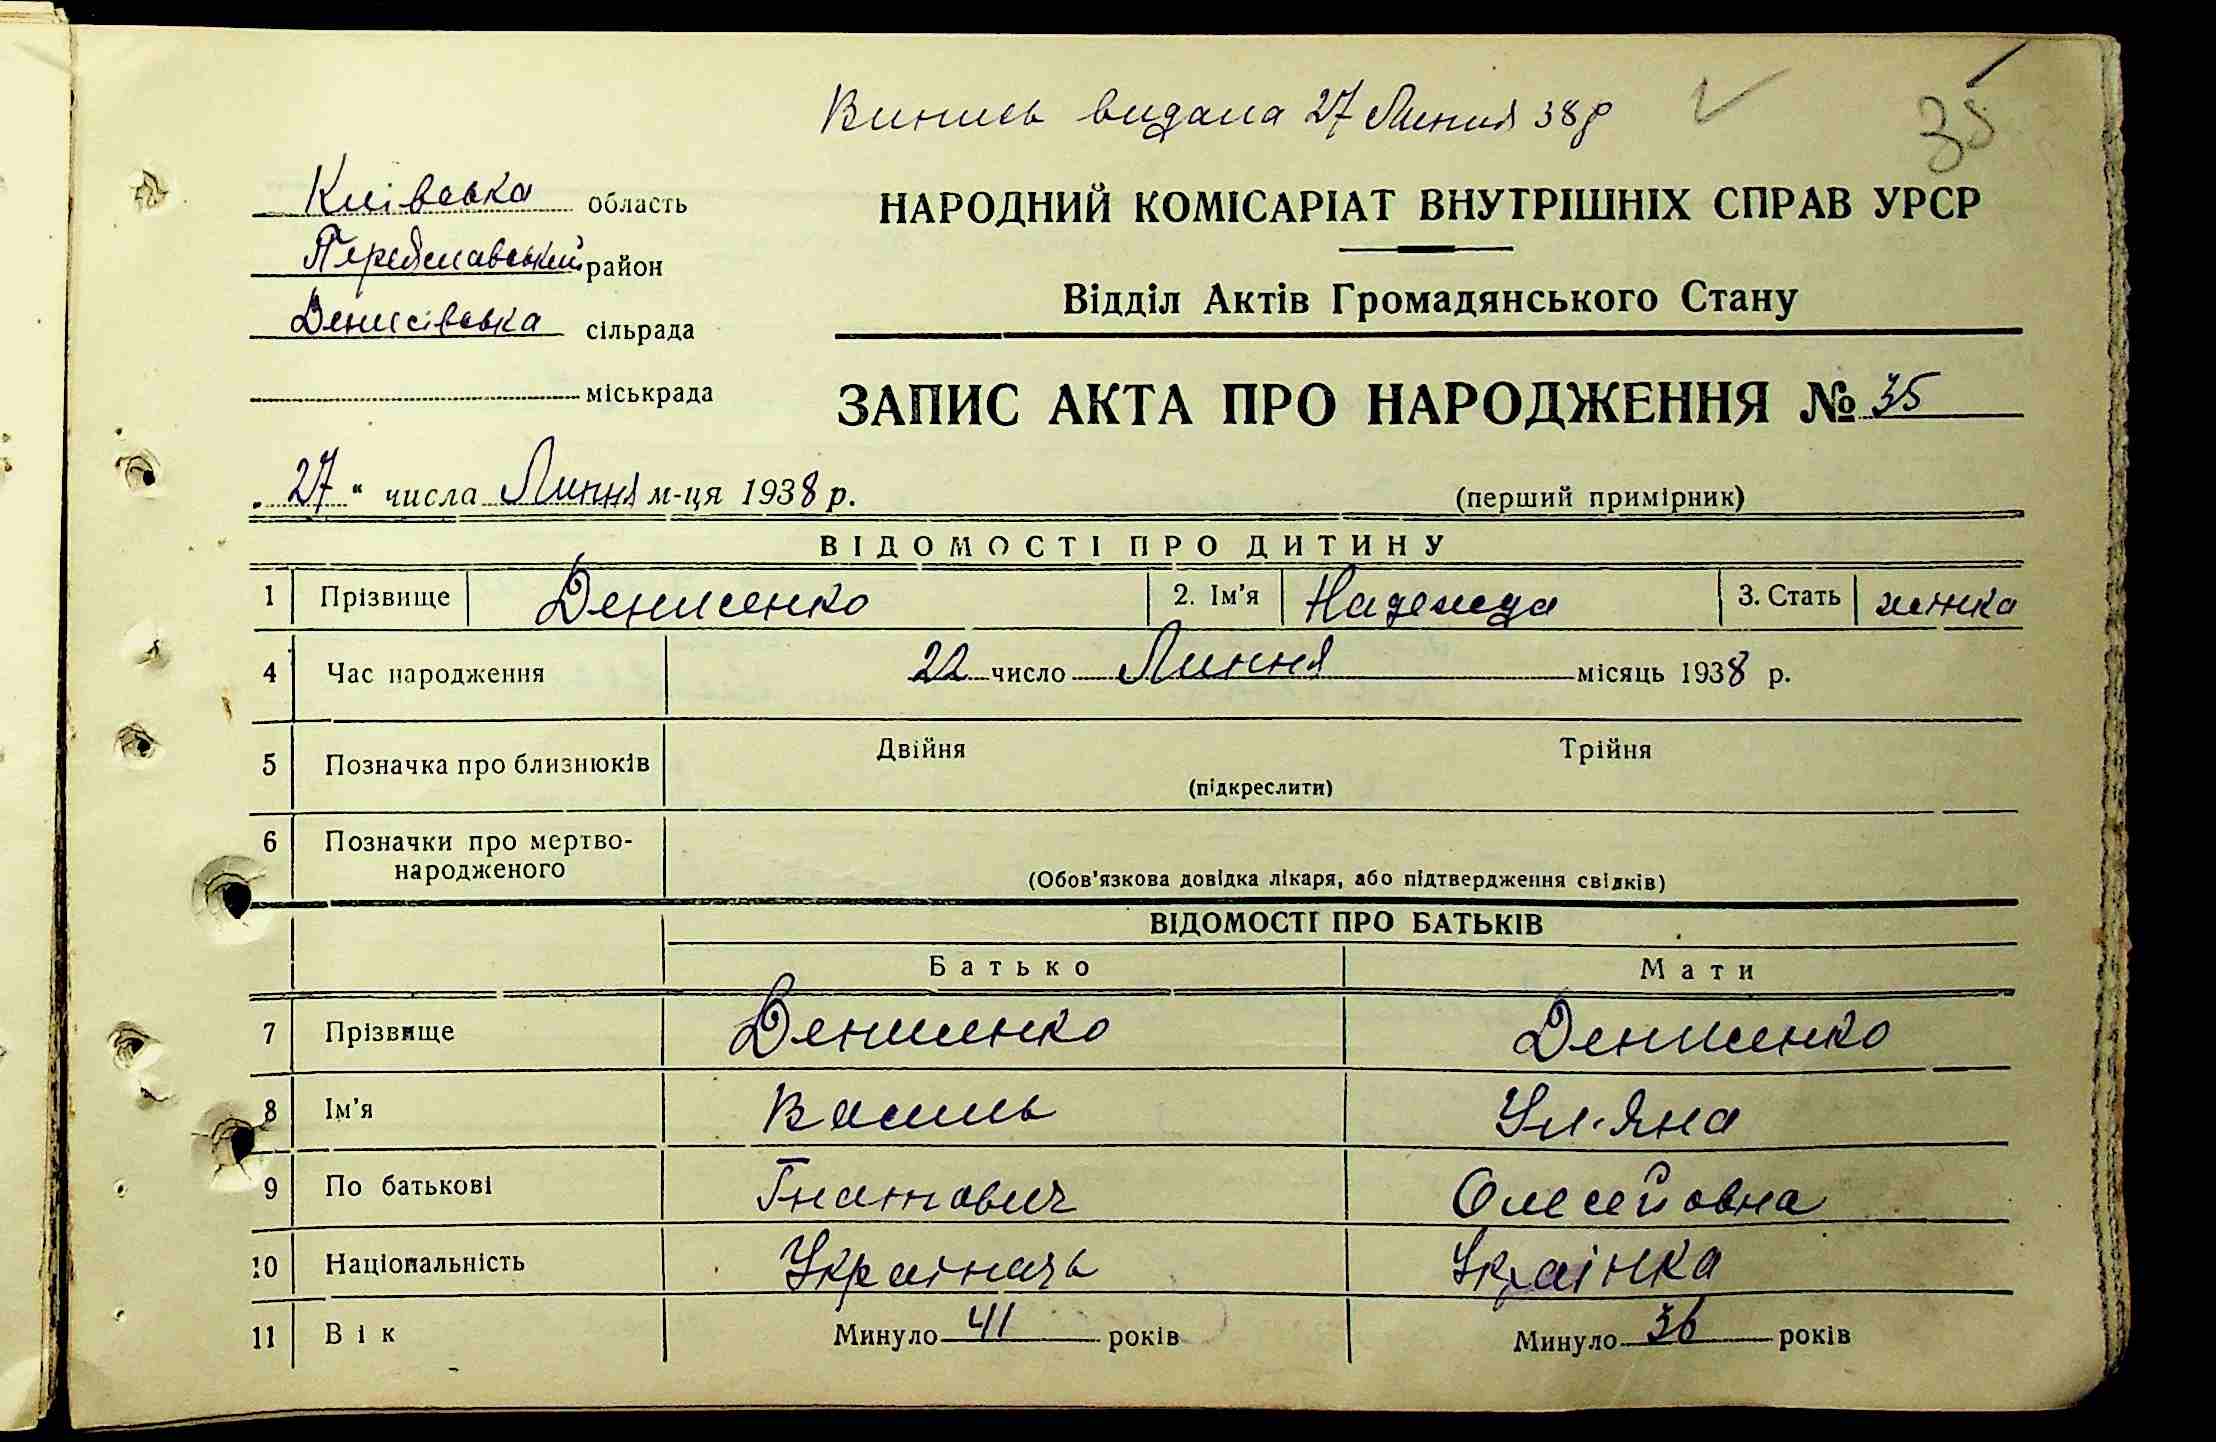 Випись видана 27 Липня 38 р
35
Київська область
НАРОДНИЙ КОМІСАРІАТ ВНУТРІШНІХ СПРАВ УРСР
Переяславський район
Відділ Актів Громадянського Стану
Денисівська сільрада
міськрада
ЗАПИС АКТА ПРО НАРОДЖЕННЯ № 35
„27“ числа Липня м-ця 1938 р.
(перший примірник)
ВІДОМОСТІ ПРО ДИТИНУ
1 Прізвище Денисенко 2. Ім'я Надежда 3. Стать жінка
4 Час народження 22 число Липня місяць 1938 р.
5 Позначка про близнюків Двійня Трійня
(підкреслити)
6 Позначки про мертво-
народженого
(Обов'язкова довідка лікаря, або підтвердження свідків)
ВІДОМОСТІ ПРО БАТЬКІВ
Батько Мати
7 Прізвище Денисенко Денисенко
8 Ім'я Василь Ул·яна
9 По батькові Гнатович Олесейовна
10 Національність Українець Українка
11 Вік Минуло 41 років Минуло 36 років